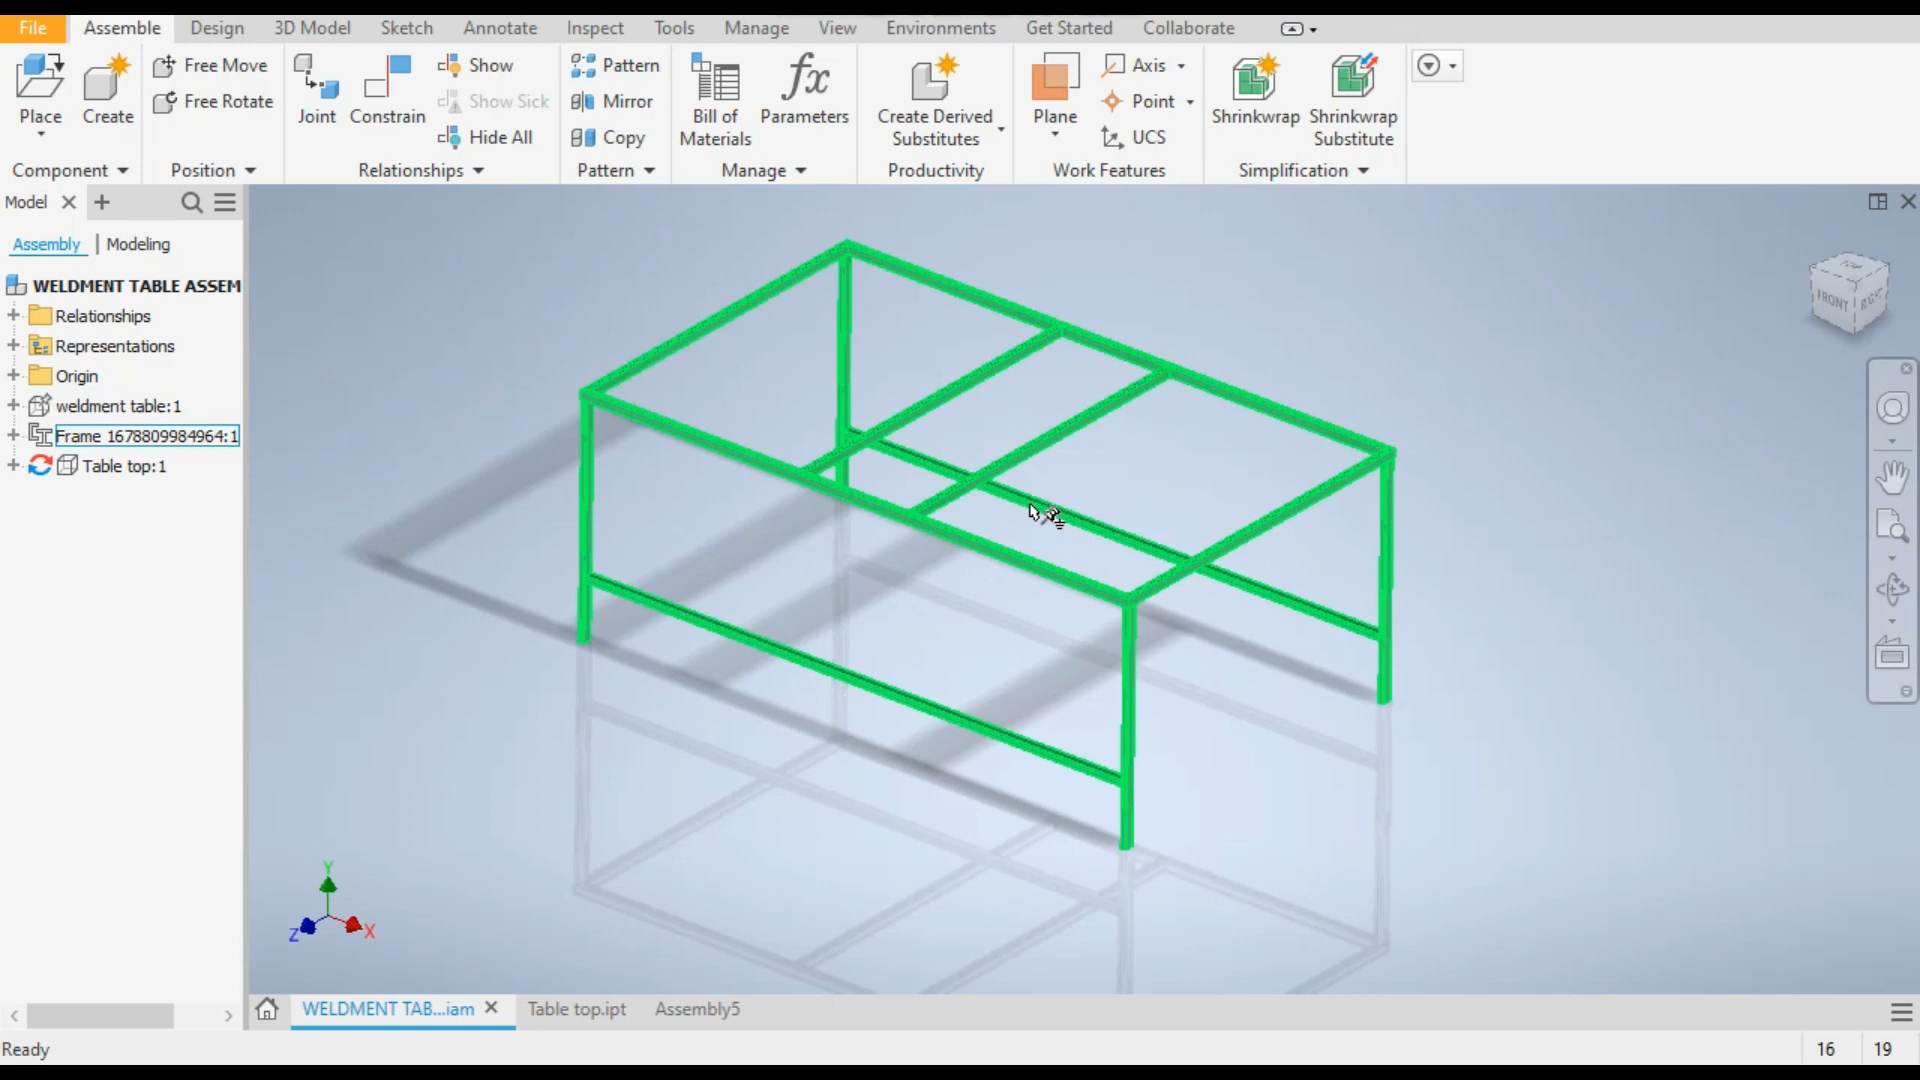 File Assemble Design 3D Model Sketch Annotate Inspect Tools Manage View Environments Get Started Collaborate
Place
Create
Free Move
Free Rotate
Joint
Constrain
Show
Show Sick
Hide All
Pattern
Mirror
Copy
Bill of
Materials
fx
Parameters
Create Derived
Substitutes
Plane
Axis
Point
UCS
Shrinkwrap
Shrinkwrap
Substitute
Component Position Relationships Pattern Manage Productivity Work Features Simplification
Model
Assembly | Modeling
WELDMENT TABLE ASSEM
Relationships
Representations
Origin
weldment table:1
Frame 1678809984964:1
Table top:1
FRONT RIGHT
Y
Z
X
WELDMENT TAB...iam Table top.ipt Assembly5
Ready 16 19